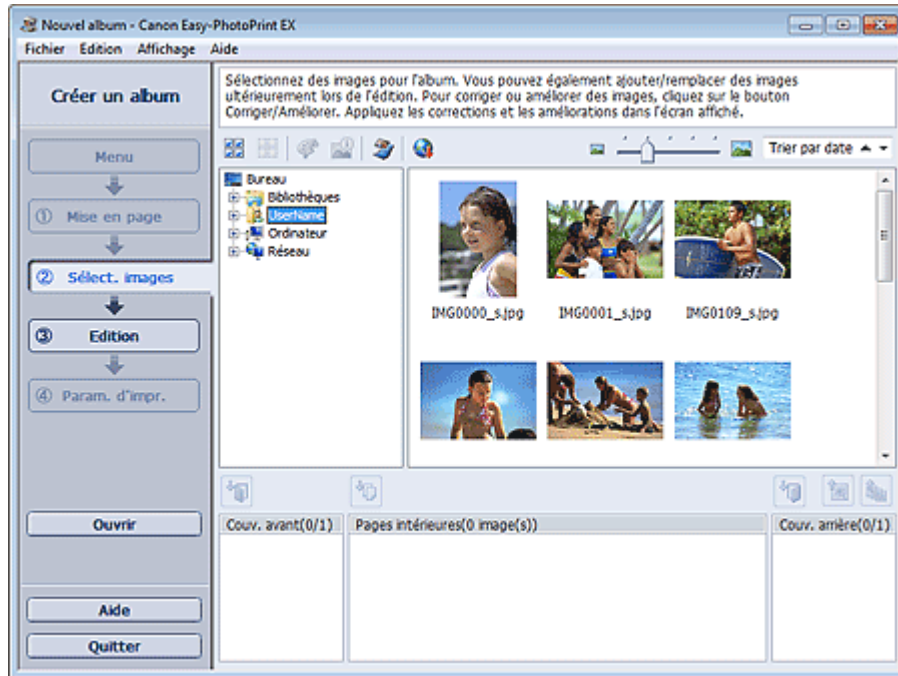 Nouvel album - Canon Easy-PhotoPrint EX
Fichier Edition Affichage Aide
Créer un album
Sélectionnez des images pour l'album. Vous pouvez également ajouter/remplacer des images
ultérieurement lors de l'édition. Pour corriger ou améliorer des images, cliquez sur le bouton
Corriger/Améliorer. Appliquez les corrections et les améliorations dans l'écran affiché.
Menu
① Mise en page
② Sélect. images
③ Edition
④ Param. d'impr.
Ouvrir
Aide
Quitter
Trier par date
Bureau
Bibliothèques
UserName
Ordinateur
Réseau
IMG0000_s.jpg IMG0001_s.jpg IMG0109_s.jpg
Couv. avant(0/1) Pages intérieures(0 image(s)) Couv. arrière(0/1)